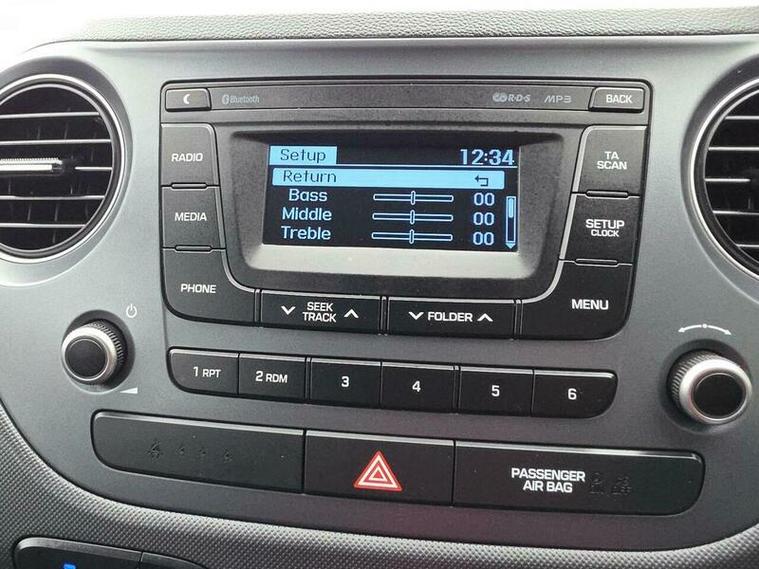 Bluetooth
R·D·S
MP3
BACK
RADIO
MEDIA
PHONE
Setup 12:34
Return
Bass 00
Middle 00
Treble 00
TA
SCAN
SETUP
CLOCK
MENU
SEEK
TRACK
FOLDER
1 RPT
2 RDM
3
4
5
6
PASSENGER
AIR BAG